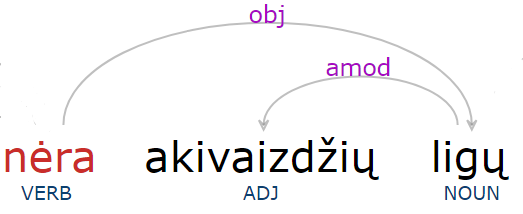 obj
amod
nėra akivaizdžių ligų
VERB ADJ NOUN